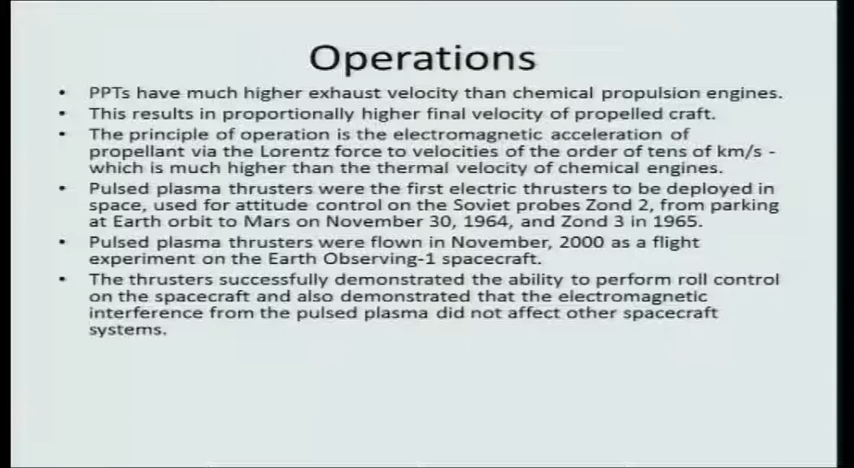 Operations
• PPTs have much higher exhaust velocity than chemical propulsion engines.
• This results in proportionally higher final velocity of propelled craft.
• The principle of operation is the electromagnetic acceleration of
propellant via the Lorentz force to velocities of the order of tens of km/s -
which is much higher than the thermal velocity of chemical engines.
• Pulsed plasma thrusters were the first electric thrusters to be deployed in
space, used for attitude control on the Soviet probes Zond 2, from parking
at Earth orbit to Mars on November 30, 1964, and Zond 3 in 1965.
• Pulsed plasma thrusters were flown in November, 2000 as a flight
experiment on the Earth Observing-1 spacecraft.
• The thrusters successfully demonstrated the ability to perform roll control
on the spacecraft and also demonstrated that the electromagnetic
interference from the pulsed plasma did not affect other spacecraft
systems.